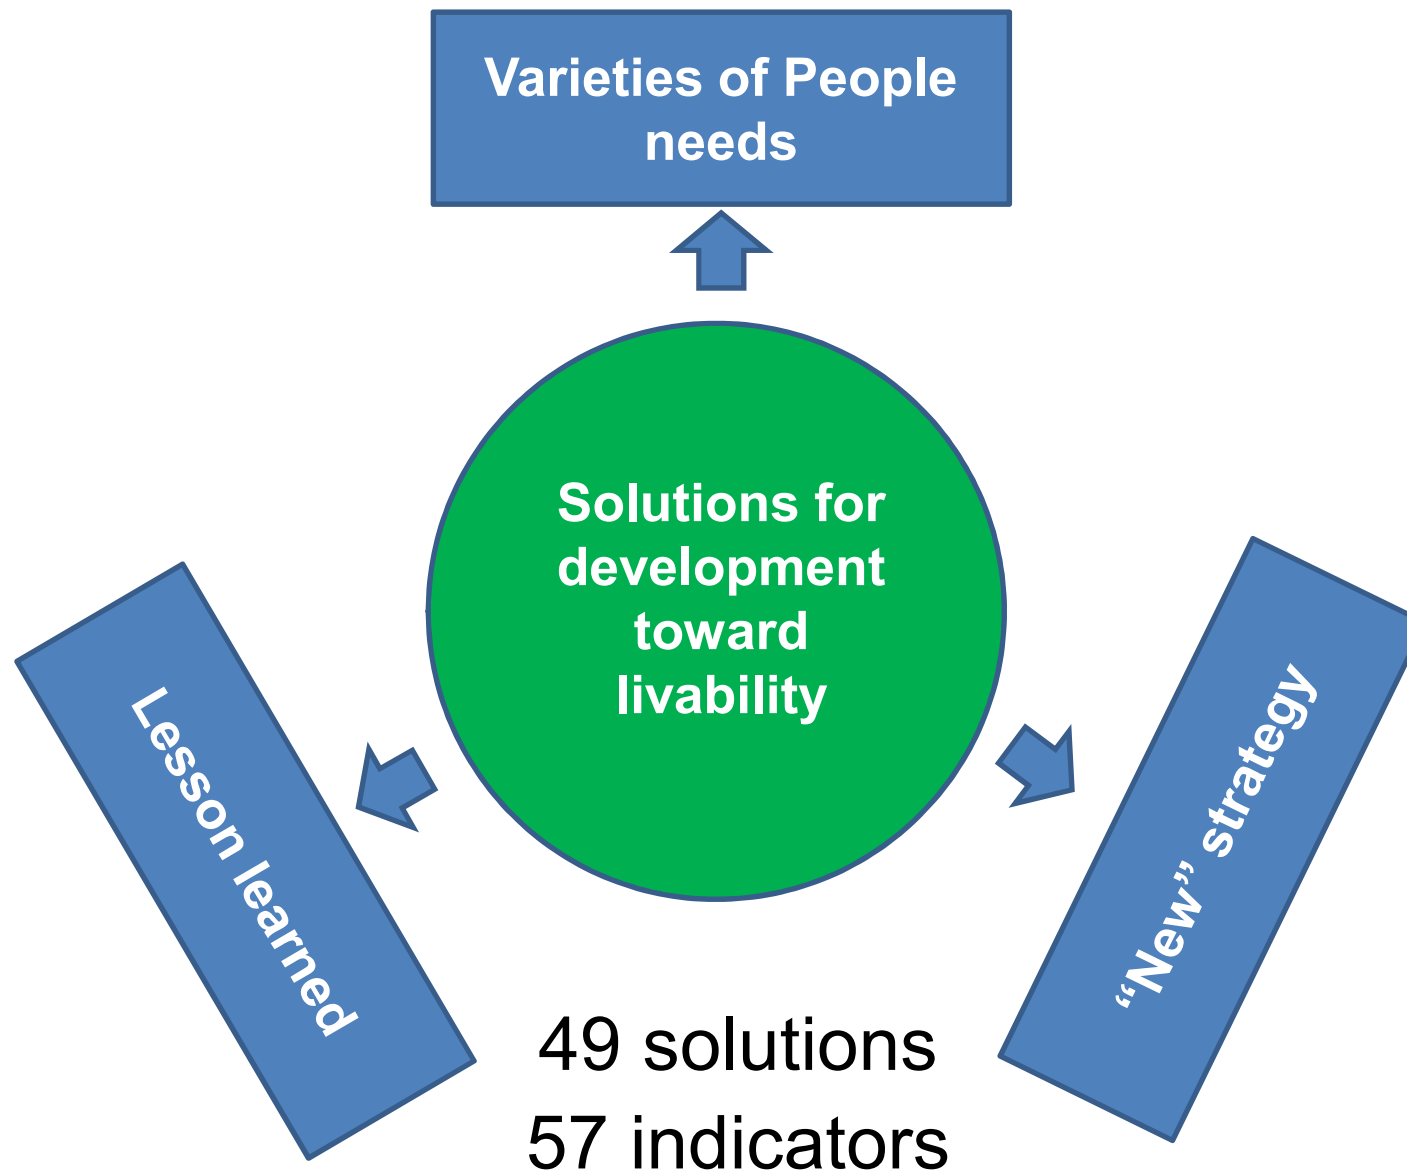 Varieties of People
needs
Solutions for
development
toward
livability
Lesson learned
“New” strategy
49 solutions
57 indicators